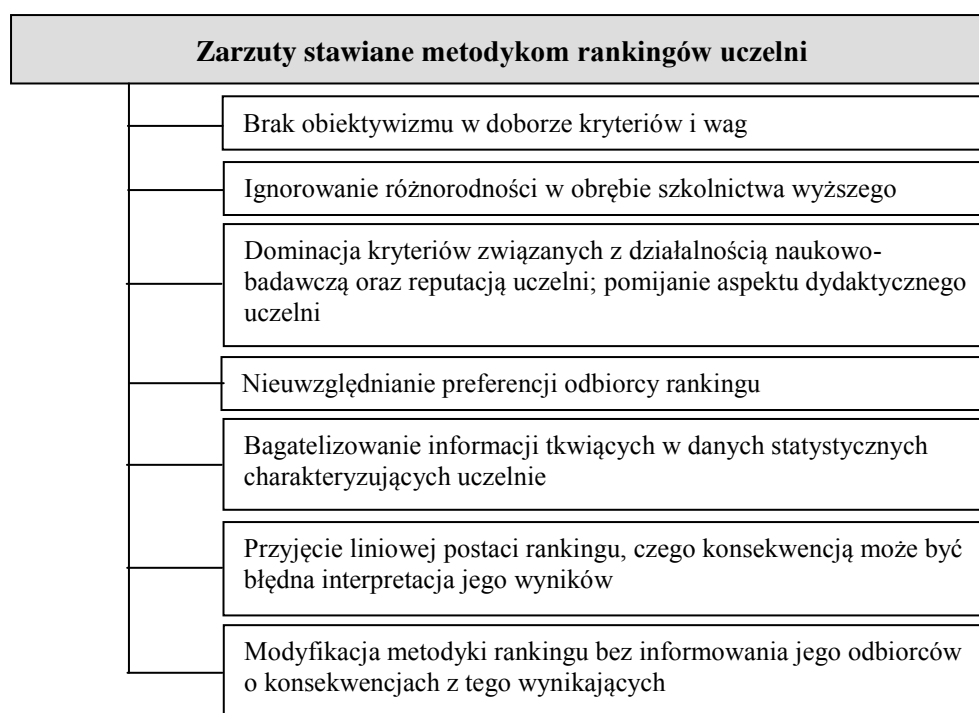 Zarzuty stawiane metodykom rankingów uczelni
Brak obiektywizmu w doborze kryteriów i wag
Ignorowanie różnorodności w obrębie szkolnictwa wyższego
Dominacja kryteriów związanych z działalnością naukowo-
badawczą oraz reputacją uczelni; pomijanie aspektu dydaktycznego
uczelni
Nieuwzględnianie preferencji odbiorcy rankingu
Bagatelizowanie informacji tkwiących w danych statystycznych
charakteryzujących uczelnie
Przyjęcie liniowej postaci rankingu, czego konsekwencją może być
błędna interpretacja jego wyników
Modyfikacja metodyki rankingu bez informowania jego odbiorców
o konsekwencjach z tego wynikających